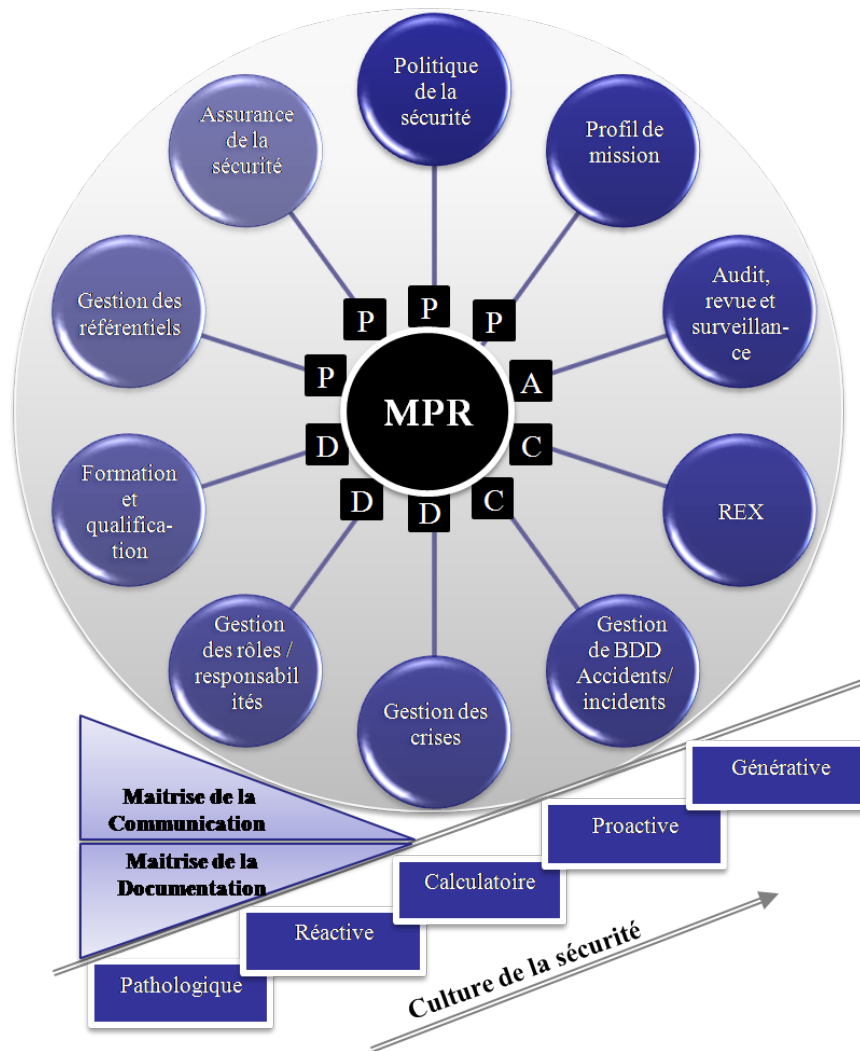 Politique
de la
sécurité
Profil de
mission
Audit,
revue et
surveillan-
ce
REX
Gestion
de BDD
Accidents/
incidents
Gestion des
crises
Gestion
des rôles /
responsabil
ités
Formation
et
qualifica-
tion
Gestion des
référentiels
Assurance
de la
sécurité
P
P
P
P
A
D
C
D
D
C
MPR
Maitrise de la
Communication
Maitrise de la
Documentation
Pathologique
Réactive
Calculatoire
Proactive
Générative
Culture de la sécurité